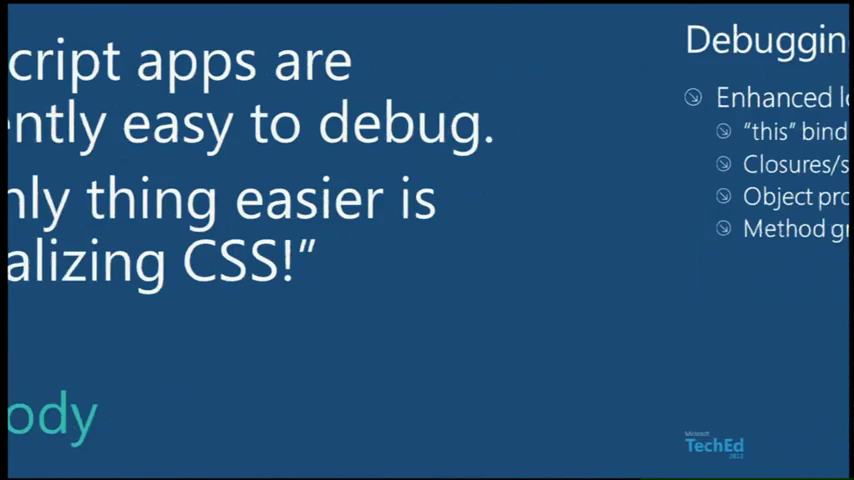 cript apps are
ently easy to debug.
nly thing easier is
alizing CSS!”
ody
Debuggin
Enhanced lo
“this” bind
Closures/s
Object pro
Method gr
Microsoft
TechEd